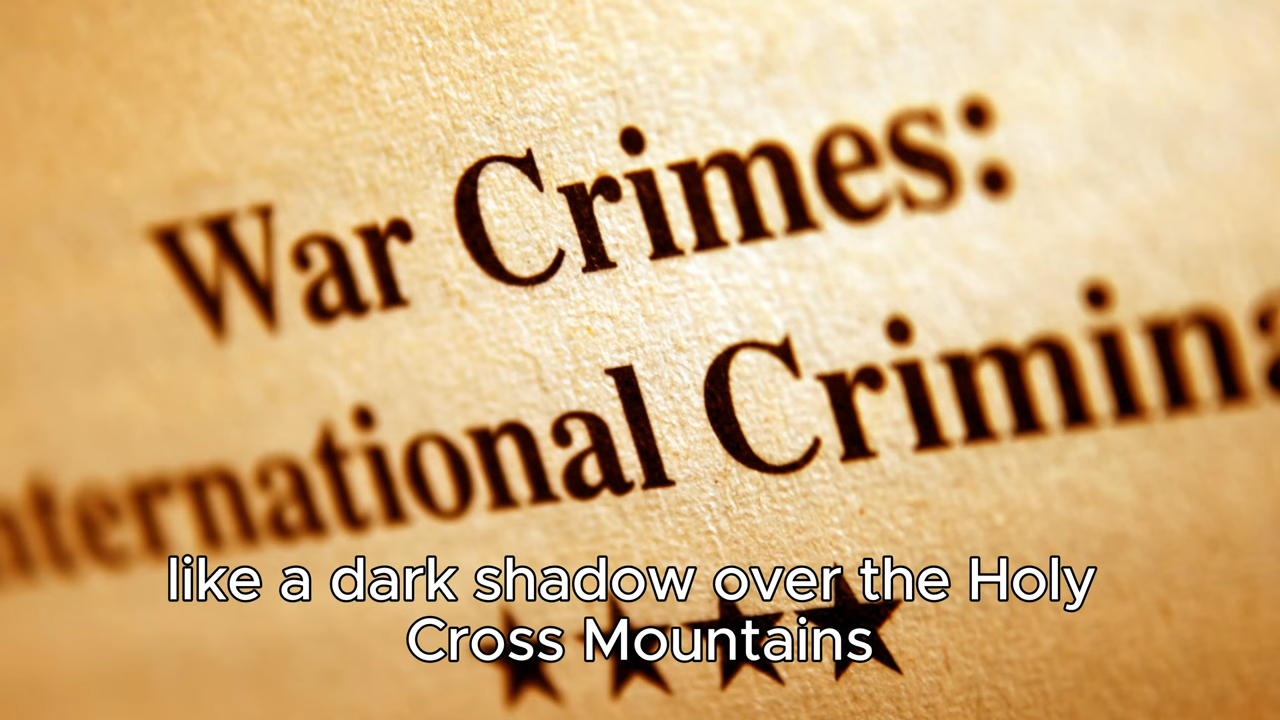 War Crimes:
nternational Crimina
like a dark shadow over the Holy
Cross Mountains